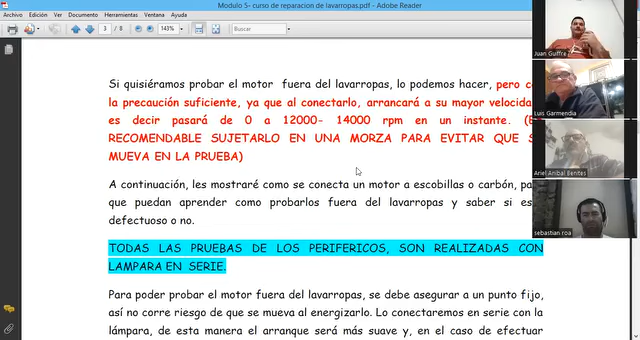 Modulo 5- curso de reparacion de lavarropas.pdf - Adobe Reader
Edición Ver Documento Herramientas Ventana Ayuda
3 / 8 143% Buscar
Si quisiéramos probar el motor fuera del lavarropas, lo podemos hacer, pero
la precaución suficiente, ya que al conectarlo, arrancará a su mayor velocida
es decir pasará de 0 a 12000- 14000 rpm en un instante.
RECOMENDABLE SUJETARLO EN UNA MORZA PARA EVITAR QUE
MUEVA EN LA PRUEBA)
A continuación, les mostraré como se conecta un motor a escobillas o carbón, pa
que puedan aprender como probarlos fuera del lavarropas y saber si es
defectuoso o no.
TODAS LAS PRUEBAS DE LOS PERIFERICOS, SON REALIZADAS CON
LAMPARA EN SERIE.
Para poder probar el motor fuera del lavarropas, se debe asegurar a un punto fijo,
así no corre riesgo de que se mueva al energizarlo. Lo conectaremos en serie con la
lámpara, de esta manera el arranque será más suave y, en el caso de efectuar
Juan Guiffre
Luis Garmendia
Ariel Anibal Benites
sebastian roa